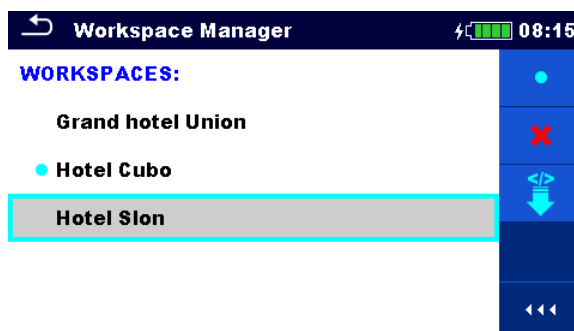 Workspace Manager
08:15
WORKSPACES:
Grand hotel Union
Hotel Cubo
Hotel Slon